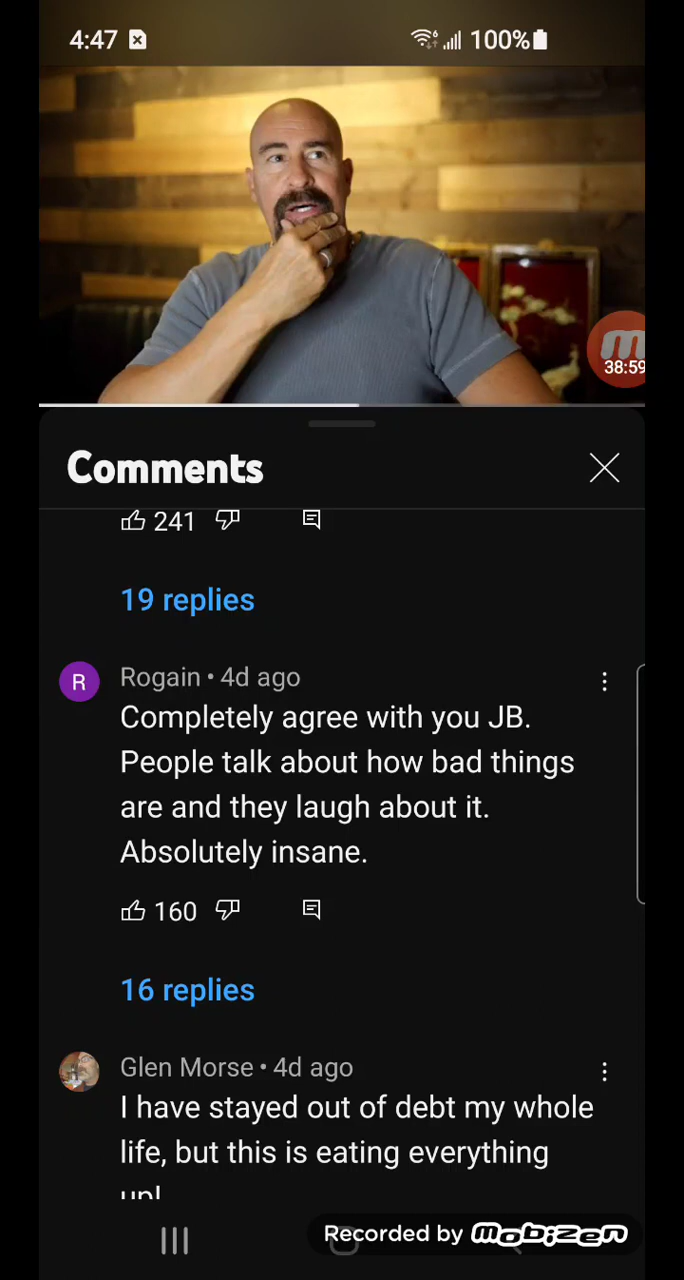 4:47
100%
38:59
Comments
241
19 replies
R
Rogain • 4d ago
Completely agree with you JB.
People talk about how bad things
are and they laugh about it.
Absolutely insane.
160
16 replies
Glen Morse • 4d ago
I have stayed out of debt my whole
life, but this is eating everything
up!
Recorded by mobizen